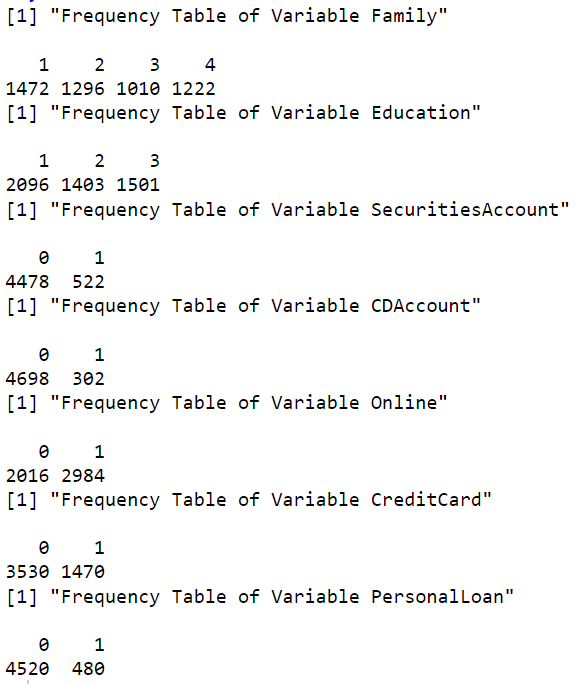 [1] "Frequency Table of Variable Family"
1 2 3 4
1472 1296 1010 1222
[1] "Frequency Table of Variable Education"
1 2 3
2096 1403 1501
[1] "Frequency Table of Variable SecuritiesAccount"
0 1
4478 522
[1] "Frequency Table of Variable CDAccount"
0 1
4698 302
[1] "Frequency Table of Variable Online"
0 1
2016 2984
[1] "Frequency Table of Variable CreditCard"
0 1
3530 1470
[1] "Frequency Table of Variable PersonalLoan"
0 1
4520 480